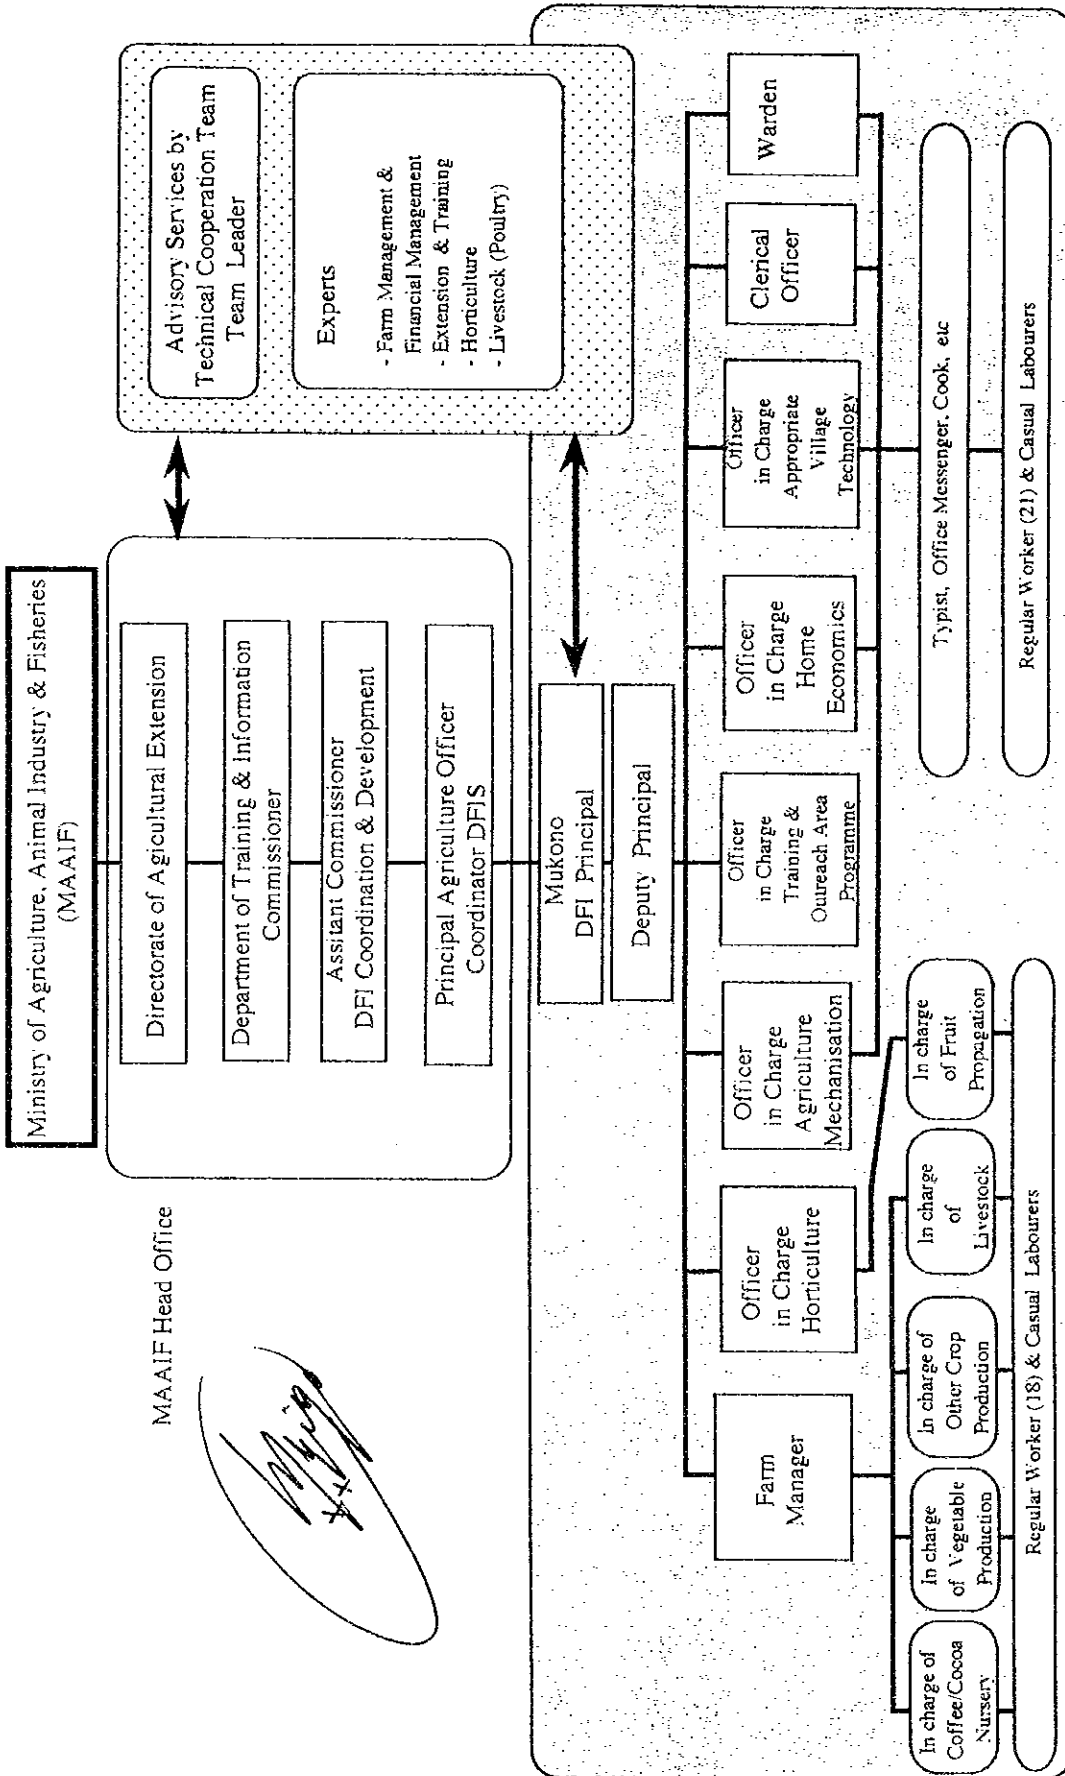 Ministry of Agriculture, Animal Industry & Fisheries
(MAAIF)
MAAIF Head Office
Directorate of Agicultural Extension
Department of Training & Information
Commissioner
Assitant Commissioner
DFI Coordination & Development
Principal Agriculture Officer
Coordinator DFIS
Advisory Services by
Technical Cooperation Team
Team Leader
Experts
- Farm Management &
Financial Management
- Extension & Training
- Horticulture
- Livestock (Poultry)
Mukono
DFI Principal
Deputy Principal
Farm
Manager
Officer
in Charge
Horticulture
Officer
in Charge
Agriculture
Mechanisation
Officer
in Charge
Training &
Outreach Area
Programme
Officer
in Charge
Home
Economics
Officer
in Charge
Appropriate
Village
Technology
Clerical
Officer
Warden
In charge of
Coffee/Cocoa
Nursery
In charge
of Vegetable
Production
In charge of
Other Crop
Production
In charge
of
Livestock
In charge
of Fruit
Propagation
Regular Worker (18) & Casual Labourers
Typist, Office Messenger, Cook, etc
Regular Worker (21) & Casual Labourers